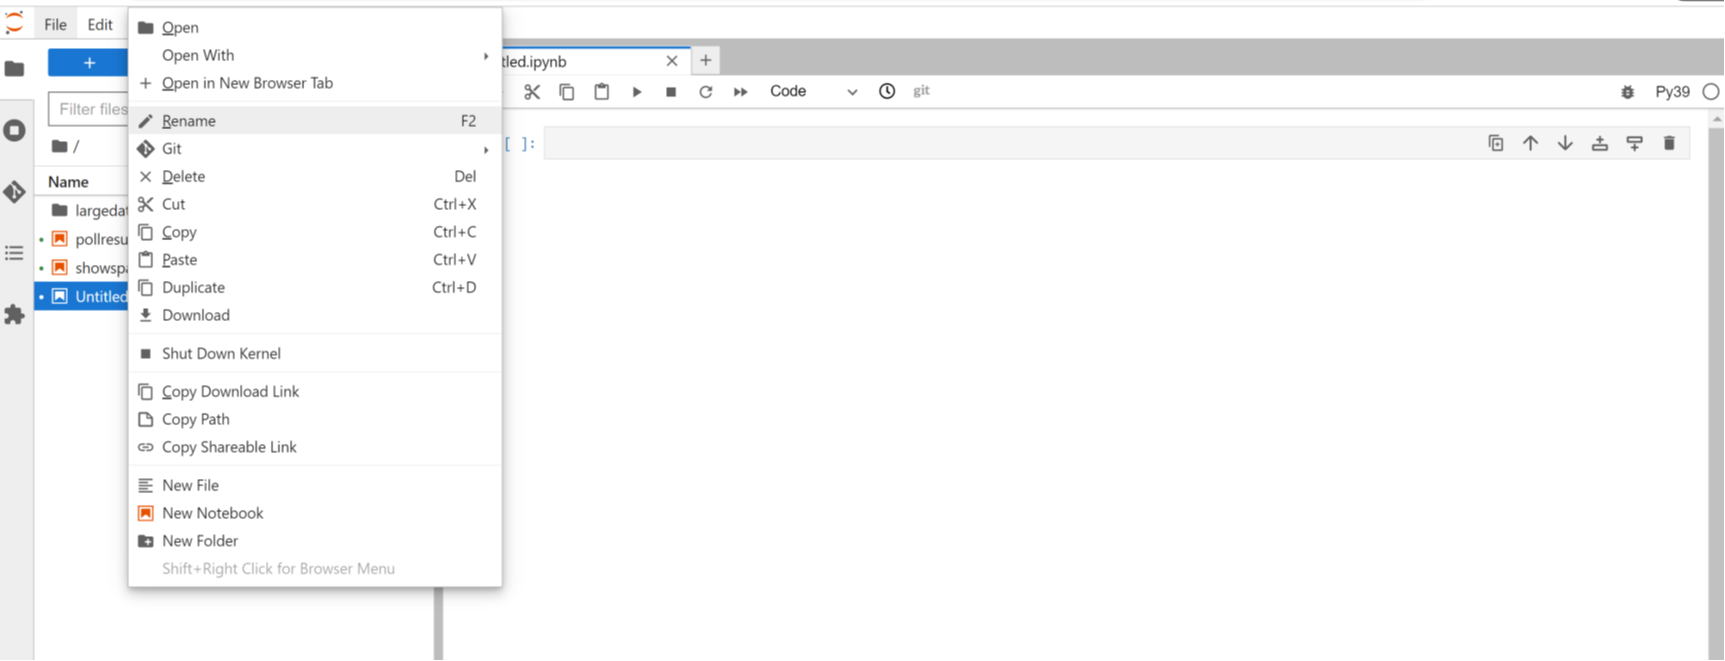 File Edit
Open
Open With
Open in New Browser Tab
Rename F2
Git
Delete Del
Cut Ctrl+X
Copy Ctrl+C
Paste Ctrl+V
Duplicate Ctrl+D
Download
Shut Down Kernel
Copy Download Link
Copy Path
Copy Shareable Link
New File
New Notebook
New Folder
Shift+Right Click for Browser Menu
+
Filter files
/
Name
largedat
pollresu
showspa
Untitled
tled.ipynb
Code git Py39
[ ]: